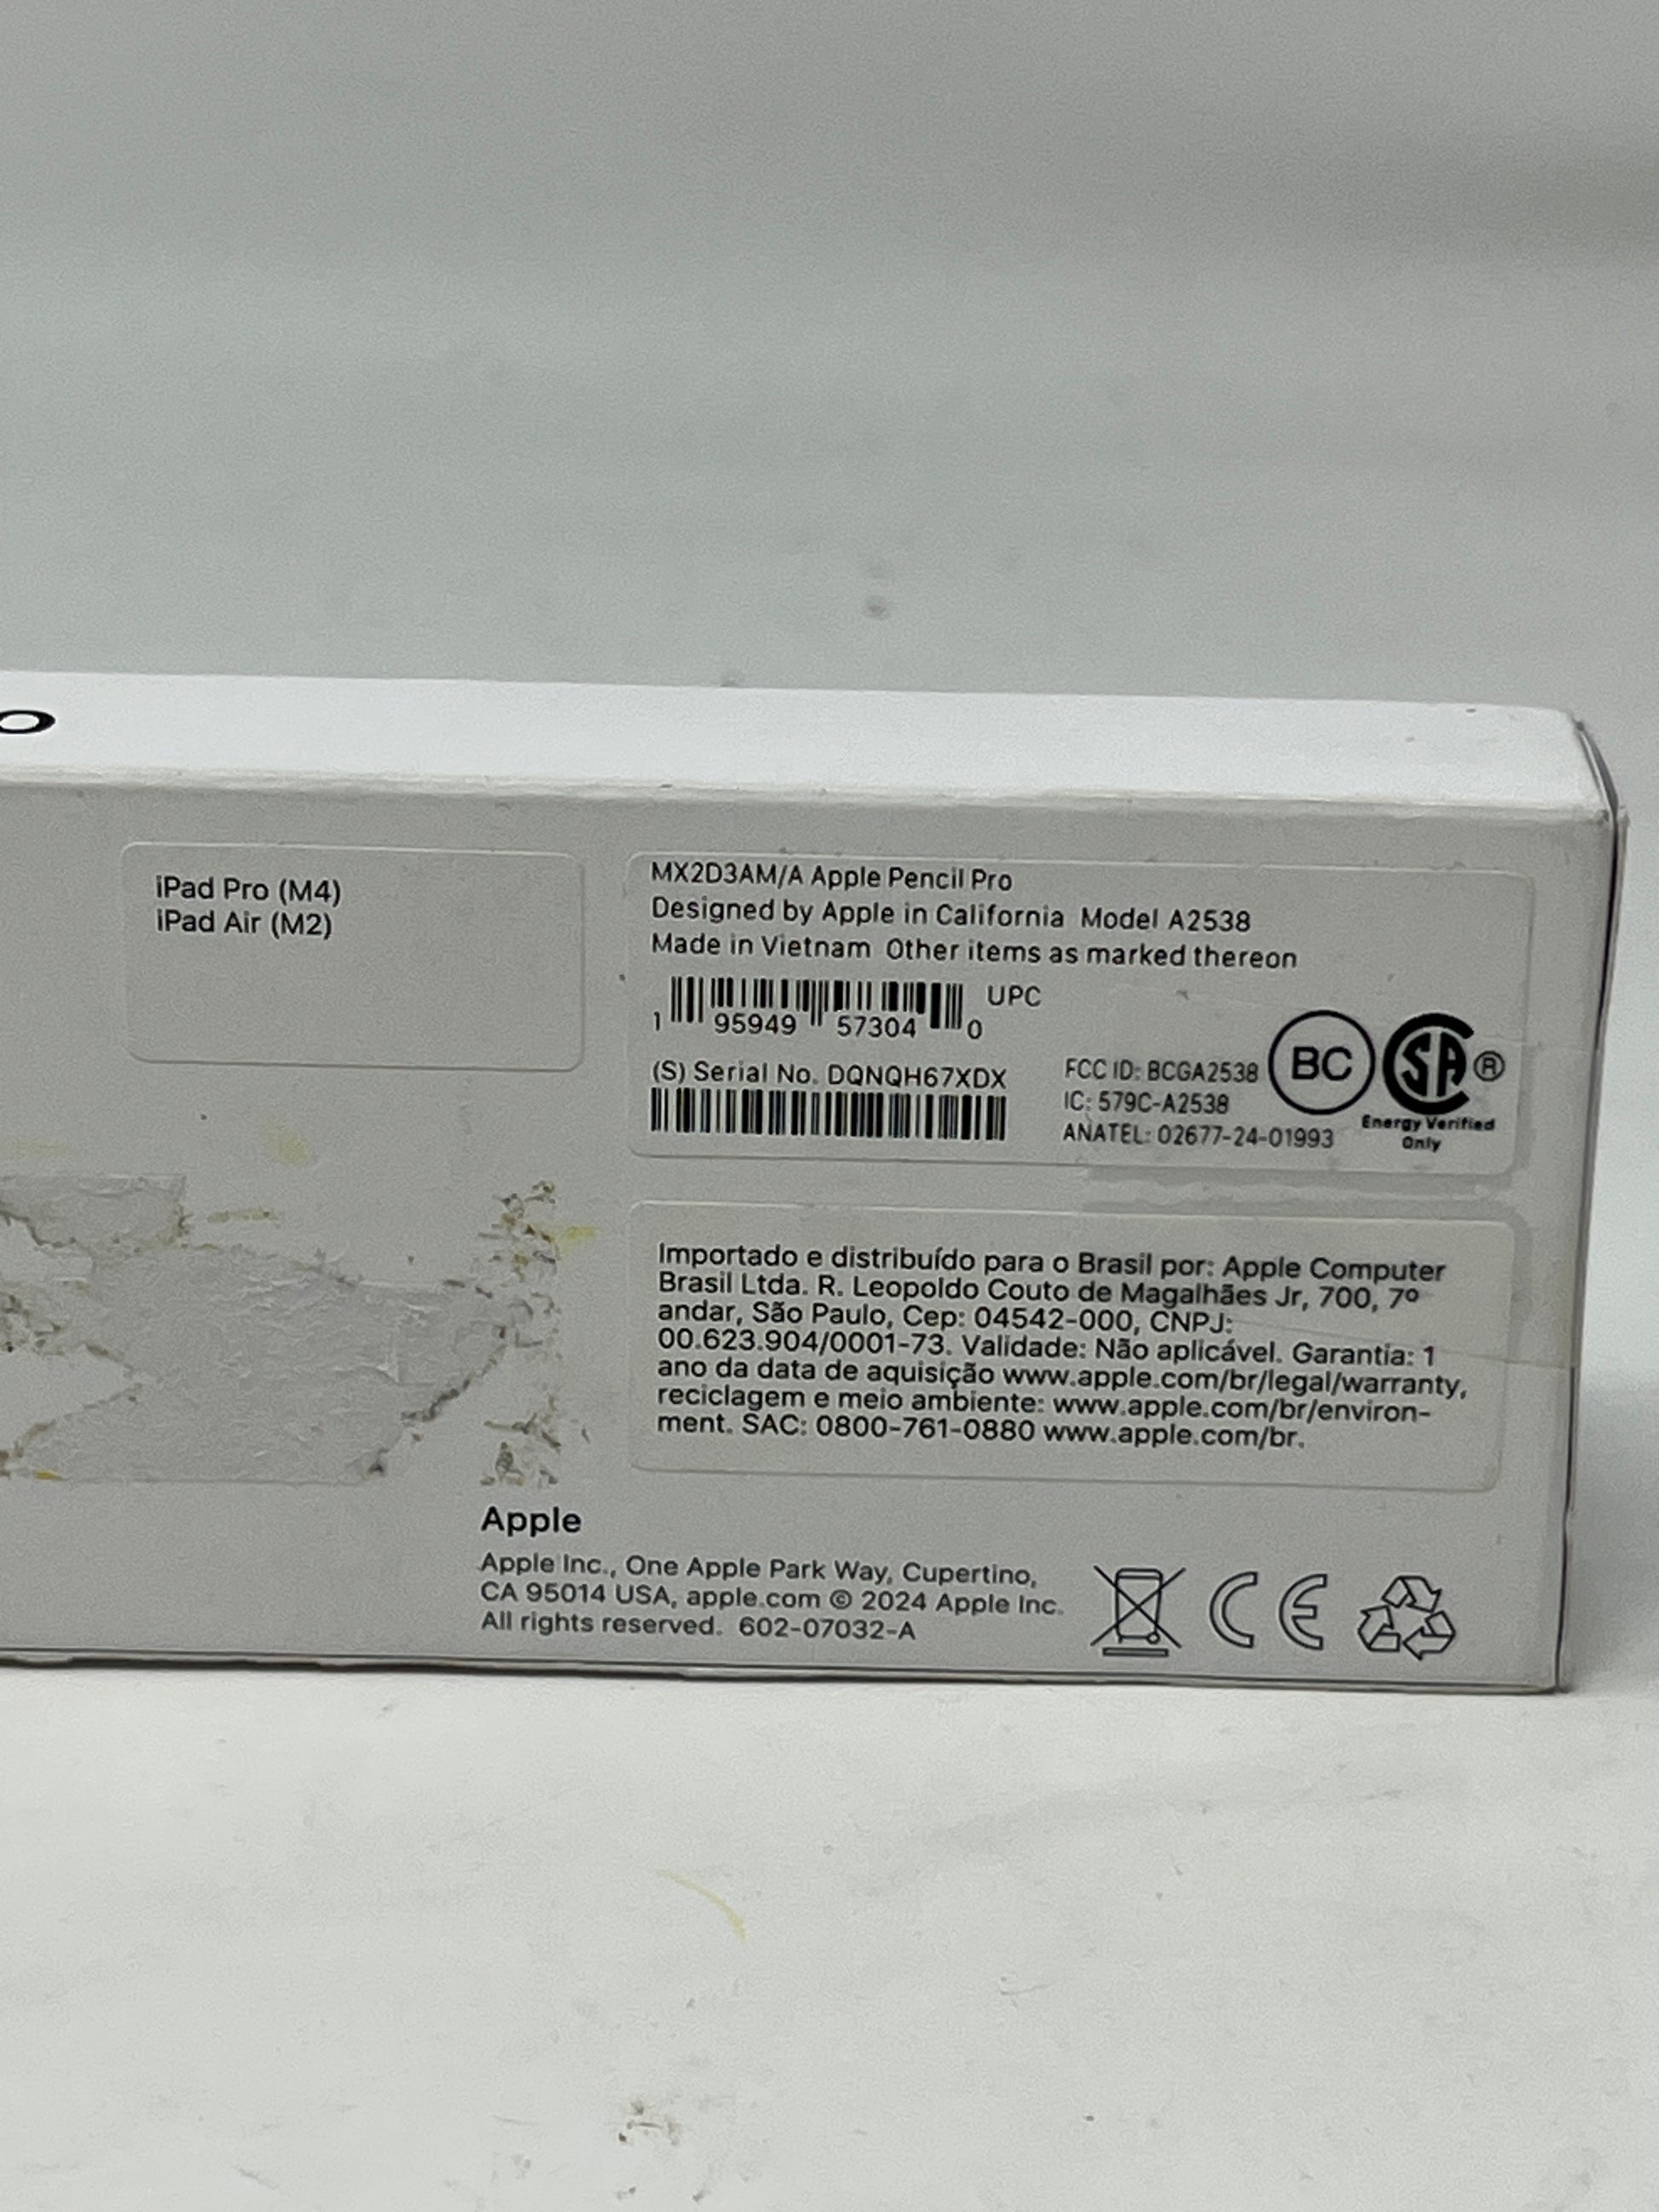 o
iPad Pro (M4)
iPad Air (M2)
MX2D3AM/A Apple Pencil Pro
Designed by Apple in California Model A2538
Made in Vietnam Other items as marked thereon
UPC
1 95949 57304 0
(S) Serial No. DQNQH67XDX
FCC ID: BCGA2538
IC: 579C-A2538
ANATEL: 02677-24-01993
BC
SA ®
Energy Verified
Only
Importado e distribuído para o Brasil por: Apple Computer
Brasil Ltda. R. Leopoldo Couto de Magalhães Jr, 700, 7º
andar, São Paulo, Cep: 04542-000, CNPJ:
00.623.904/0001-73. Validade: Não aplicável. Garantia: 1
ano da data de aquisição www.apple.com/br/legal/warranty,
reciclagem e meio ambiente: www.apple.com/br/environ-
ment. SAC: 0800-761-0880 www.apple.com/br.
Apple
Apple Inc., One Apple Park Way, Cupertino,
CA 95014 USA, apple.com © 2024 Apple Inc.
All rights reserved. 602-07032-A
CE